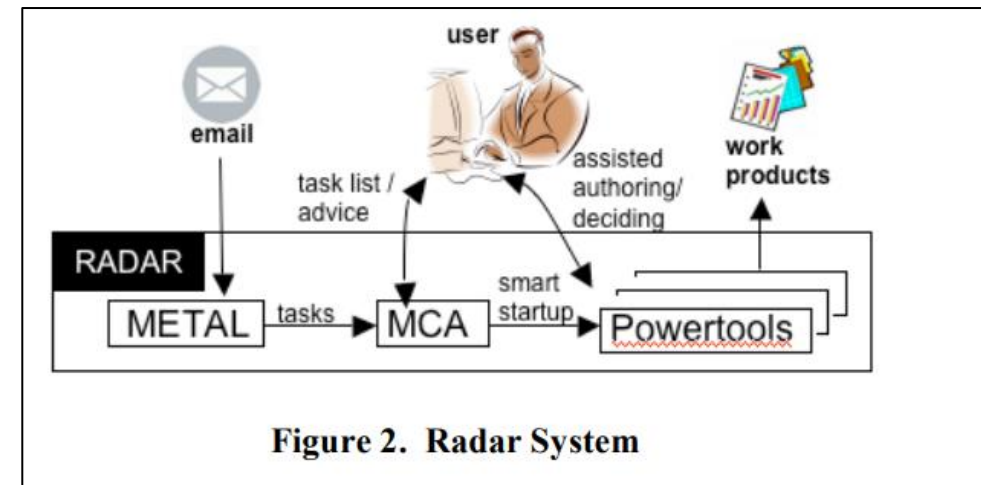 user
email
work
products
task list /
advice
assisted
authoring/
deciding
RADAR
METAL
tasks
MCA
smart
startup
Powertools
Figure 2. Radar System